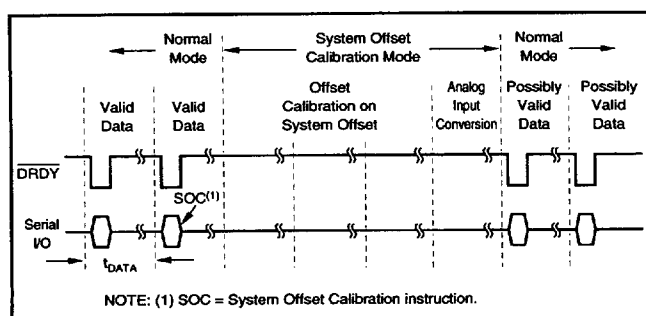 Normal Mode
System Offset Calibration Mode
Normal Mode
Valid Data
Valid Data
Offset Calibration on System Offset
Analog Input Conversion
Possibly Valid Data
Possibly Valid Data
DRDY
SOC(1)
Serial I/O
tDATA
NOTE: (1) SOC = System Offset Calibration instruction.